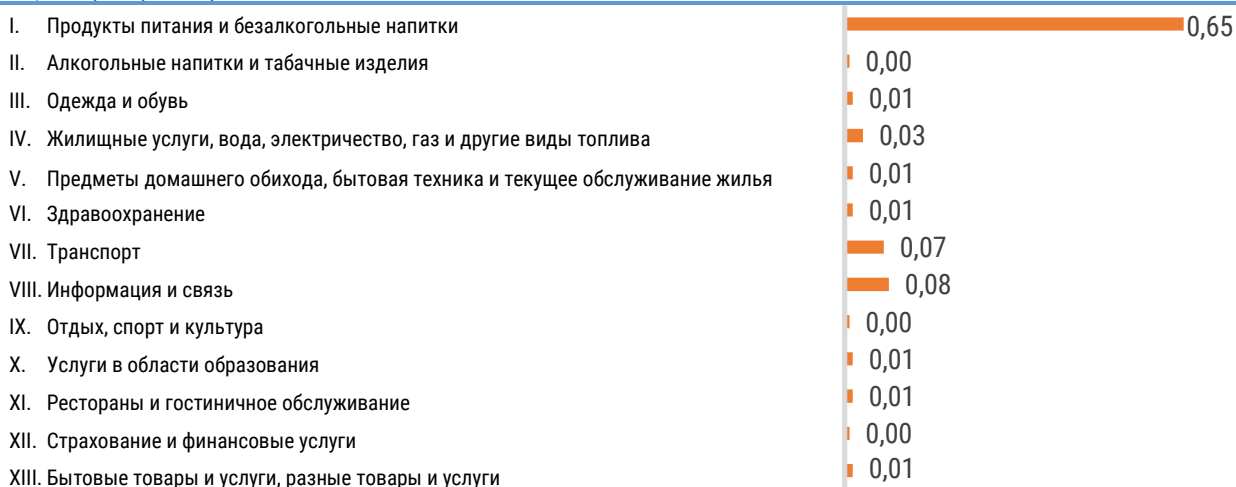 I. Продукты питания и безалкогольные напитки 0,65
II. Алкогольные напитки и табачные изделия 0,00
III. Одежда и обувь 0,01
IV. Жилищные услуги, вода, электричество, газ и другие виды топлива 0,03
V. Предметы домашнего обихода, бытовая техника и текущее обслуживание жилья 0,01
VI. Здравоохранение 0,01
VII. Транспорт 0,07
VIII. Информация и связь 0,08
IX. Отдых, спорт и культура 0,00
X. Услуги в области образования 0,01
XI. Рестораны и гостиничное обслуживание 0,01
XII. Страхование и финансовые услуги 0,00
XIII. Бытовые товары и услуги, разные товары и услуги 0,01